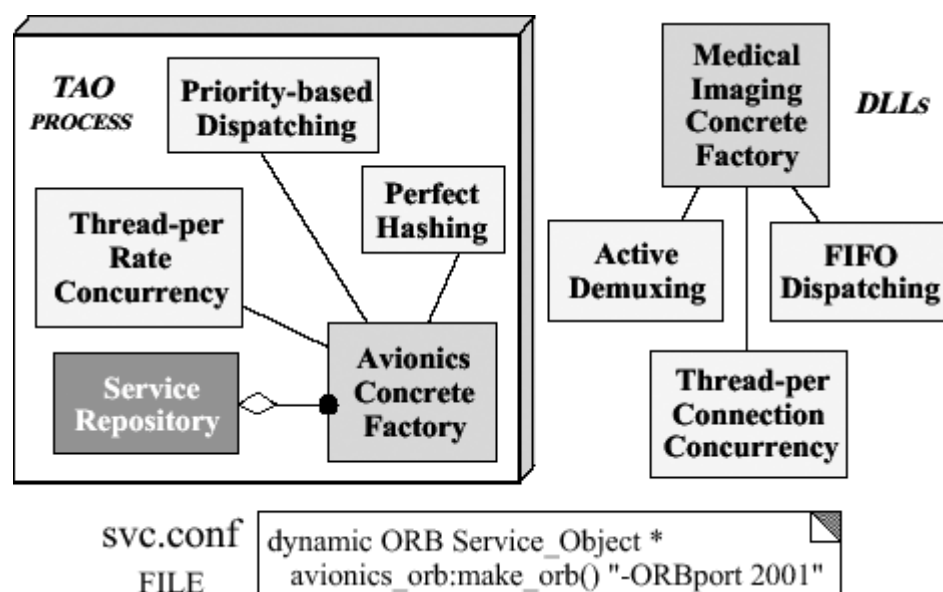 TAO
PROCESS
Priority-based
Dispatching
Perfect
Hashing
Thread-per
Rate
Concurrency
Service
Repository
Avionics
Concrete
Factory
Medical
Imaging
Concrete
Factory
DLLs
Active
Demuxing
FIFO
Dispatching
Thread-per
Connection
Concurrency
svc.conf
FILE
dynamic ORB Service_Object *
avionics_orb:make_orb() "-ORBport 2001"